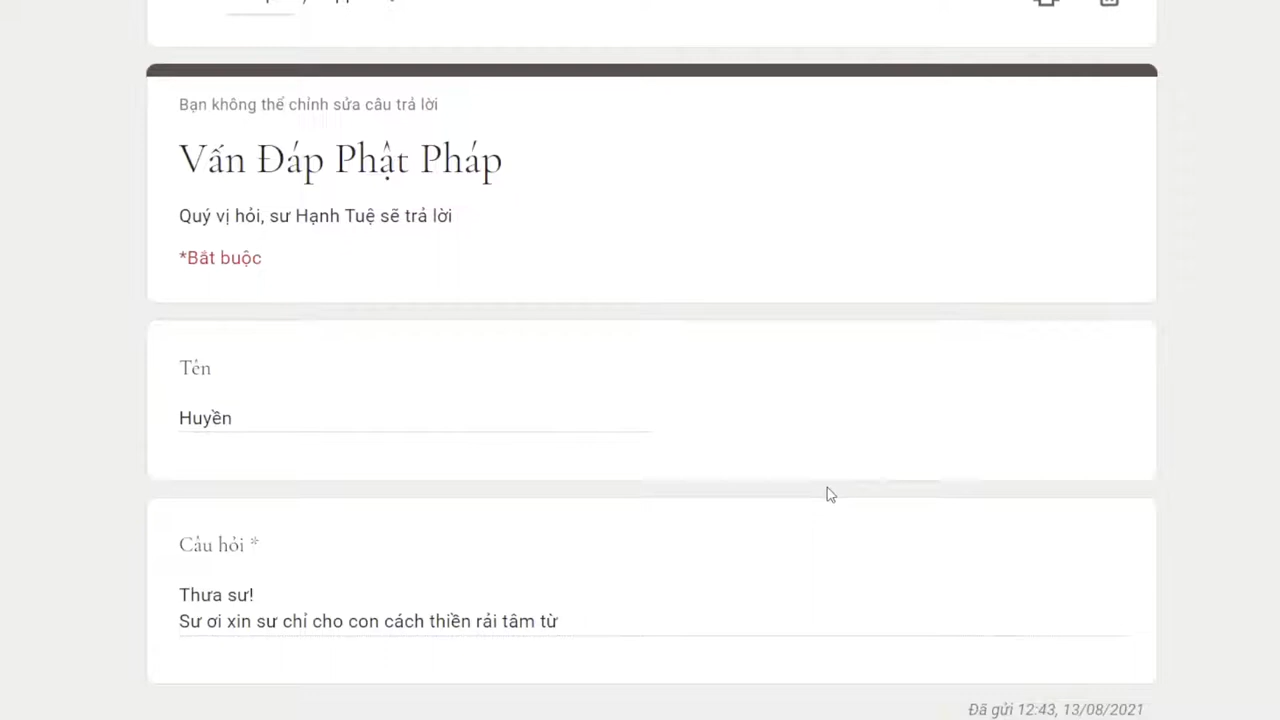 Bạn không thể chỉnh sửa câu trả lời
Vấn Đáp Phật Pháp
Quý vị hỏi, sư Hạnh Tuệ sẽ trả lời
*Bắt buộc
Tên
Huyền
Câu hỏi *
Thưa sư!
Sư ơi xin sư chỉ cho con cách thiền rải tâm từ
Đã gửi 12:43, 13/08/2021